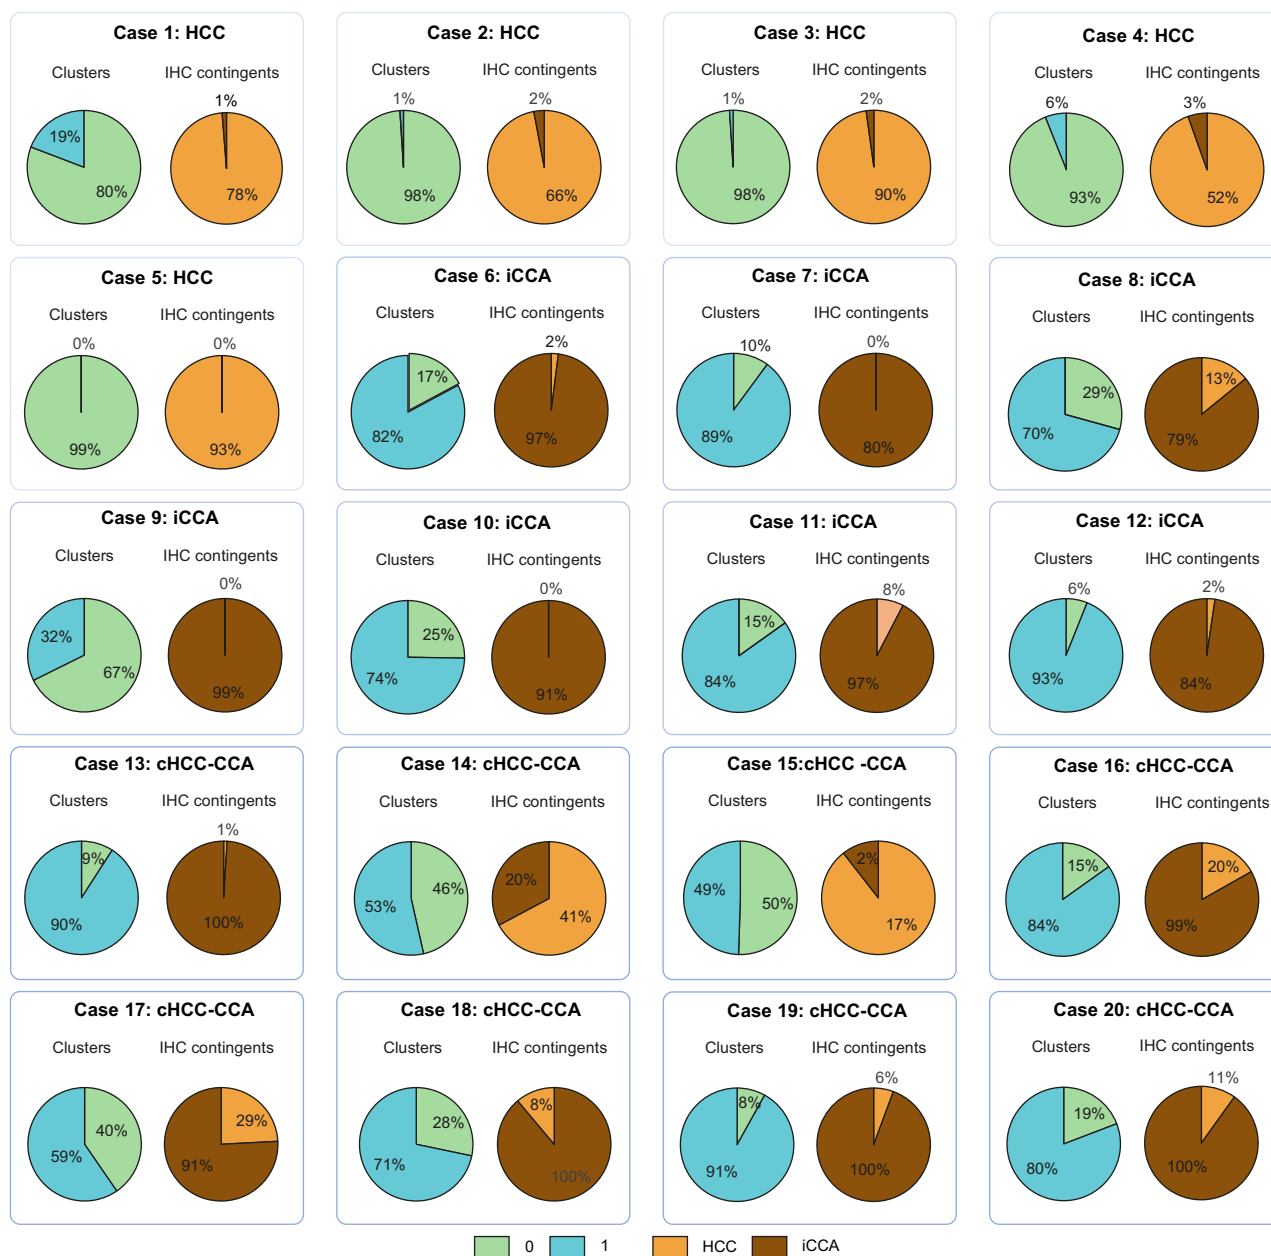 Case 1: HCC
Clusters IHC contingents
1%
19%
80% 78%
Case 2: HCC
Clusters IHC contingents
1% 2%
98% 66%
Case 3: HCC
Clusters IHC contingents
1% 2%
98% 90%
Case 4: HCC
Clusters IHC contingents
6% 3%
93% 52%
Case 5: HCC
Clusters IHC contingents
0% 0%
99% 93%
Case 6: iCCA
Clusters IHC contingents
2%
17%
82% 97%
Case 7: iCCA
Clusters IHC contingents
10% 0%
89% 80%
Case 8: iCCA
Clusters IHC contingents
29% 13%
70% 79%
Case 9: iCCA
Clusters IHC contingents
0%
32%
67% 99%
Case 10: iCCA
Clusters IHC contingents
0%
25%
74% 91%
Case 11: iCCA
Clusters IHC contingents
8%
15%
84% 97%
Case 12: iCCA
Clusters IHC contingents
6% 2%
93% 84%
Case 13: cHCC-CCA
Clusters IHC contingents
1%
9%
90% 100%
Case 14: cHCC-CCA
Clusters IHC contingents
46% 20%
53% 41%
Case 15:cHCC -CCA
Clusters IHC contingents
2%
49% 50% 17%
Case 16: cHCC-CCA
Clusters IHC contingents
15% 20%
84% 99%
Case 17: cHCC-CCA
Clusters IHC contingents
40% 29%
59% 91%
Case 18: cHCC-CCA
Clusters IHC contingents
28% 8%
71% 100%
Case 19: cHCC-CCA
Clusters IHC contingents
6%
8%
91% 100%
Case 20: cHCC-CCA
Clusters IHC contingents
11%
19%
80% 100%
0 1 HCC iCCA